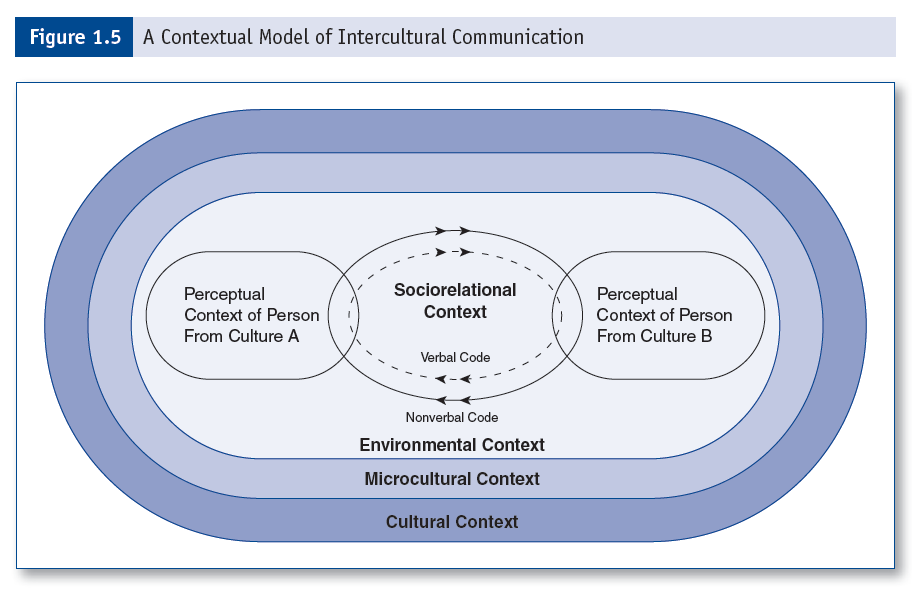 Figure 1.5 A Contextual Model of Intercultural Communication
Perceptual
Context of Person
From Culture A
Sociorelational
Context
Verbal Code
Nonverbal Code
Perceptual
Context of Person
From Culture B
Environmental Context
Microcultural Context
Cultural Context